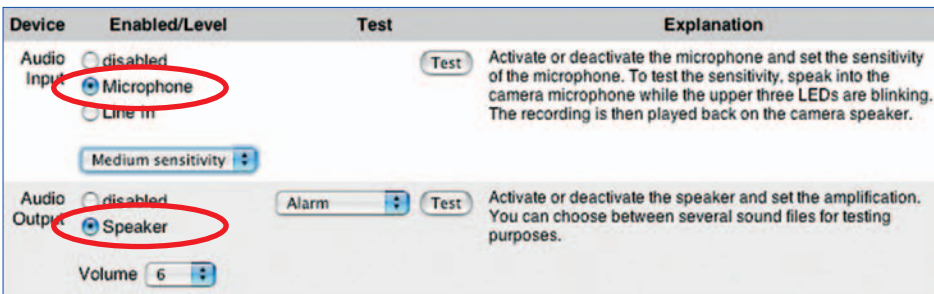 Device Enabled/Level Test Explanation
Audio Input
disabled
Microphone
Line In
Medium sensitivity
Test
Activate or deactivate the microphone and set the sensitivity
of the microphone. To test the sensitivity, speak into the
camera microphone while the upper three LEDs are blinking.
The recording is then played back on the camera speaker.
Audio Output
disabled
Speaker
Volume 6
Alarm
Test
Activate or deactivate the speaker and set the amplification.
You can choose between several sound files for testing
purposes.